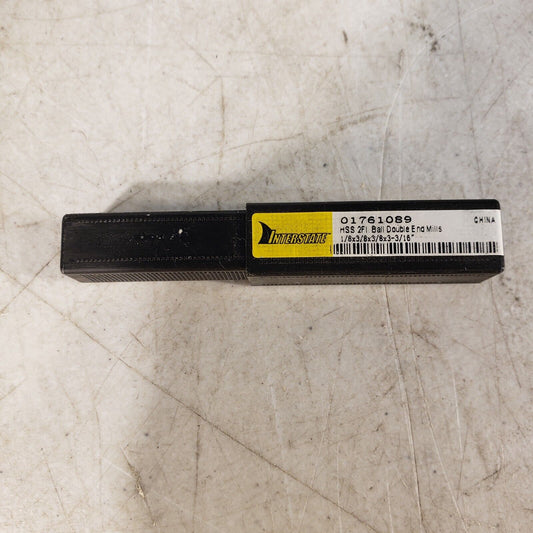 INTERSTATE
01761089 CHINA
HSS 2Fl Ball Double End Mills
1/8x3/8x3/8x3-3/16"